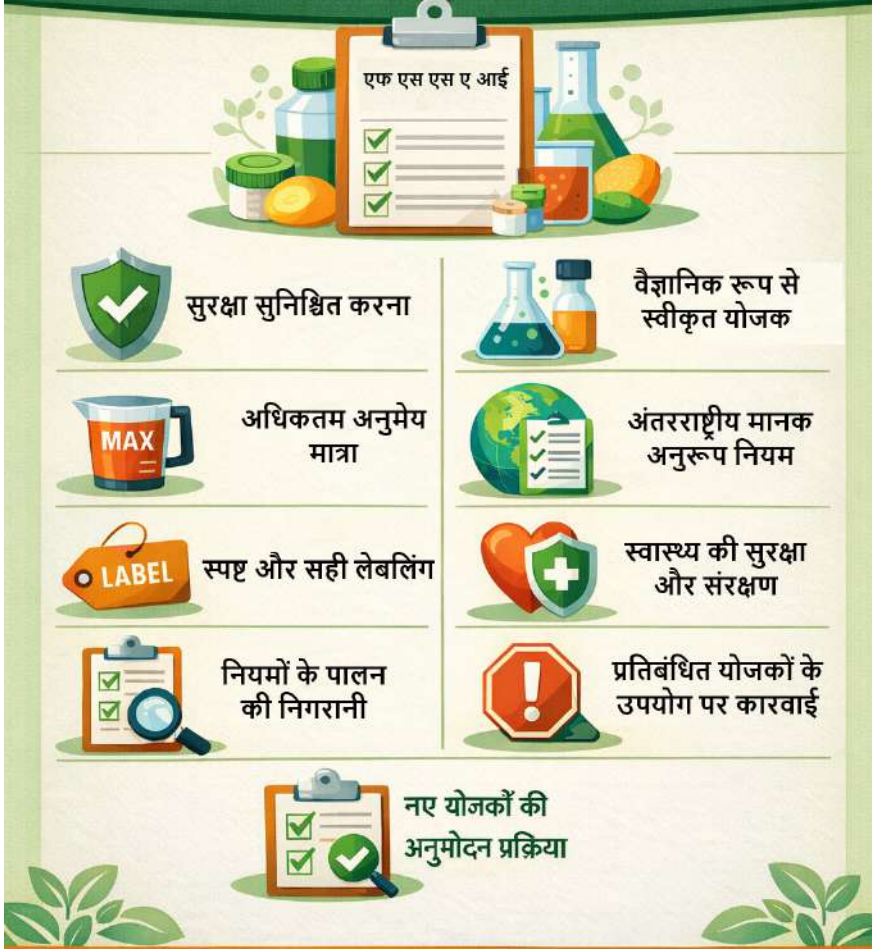 एफ एस एस ए आई
सुरक्षा सुनिश्चित करना
वैज्ञानिक रूप से
स्वीकृत योजक
MAX
अधिकतम अनुमेय
मात्रा
अंतरराष्ट्रीय मानक
अनुरूप नियम
LABEL
स्पष्ट और सही लेबलिंग
स्वास्थ्य की सुरक्षा
और संरक्षण
नियमों के पालन
की निगरानी
प्रतिबंधित योजकों के
उपयोग पर कारवाई
नए योजकों की
अनुमोदन प्रक्रिया